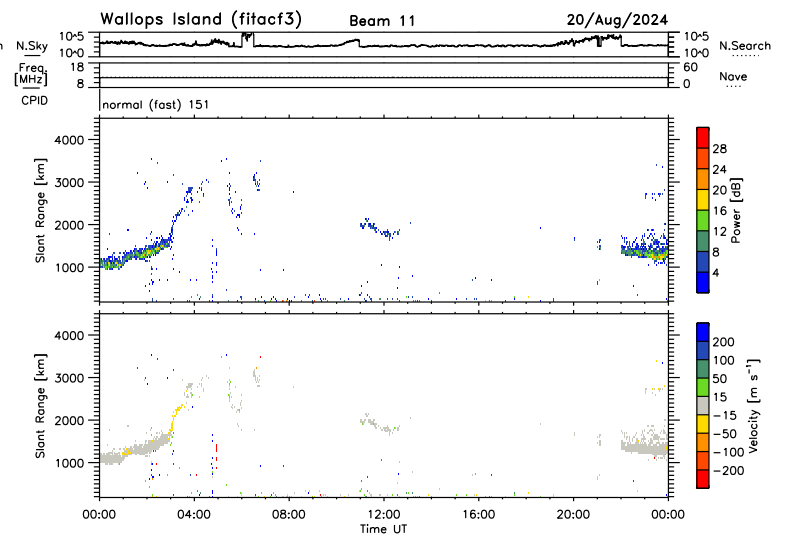 Wallops Island (fitacf3) Beam 11 20/Aug/2024
N.Sky 10^5 10^0 10^5 10^0 N.Search
Freq. [MHz] 18 8 60 0 Nave
CPID normal (fast) 151
Slant Range [km]
4000
3000
2000
1000
Power [dB]
28
24
20
16
12
8
4
Slant Range [km]
4000
3000
2000
1000
Velocity [m s⁻¹]
200
100
50
15
−15
−50
−100
−200
00:00 04:00 08:00 12:00 16:00 20:00 00:00
Time UT